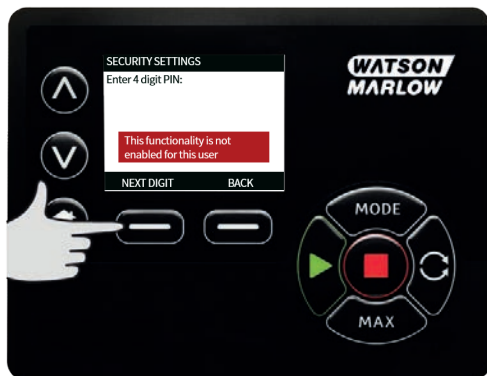 SECURITY SETTINGS
Enter 4 digit PIN:
This functionality is not
enabled for this user
NEXT DIGIT BACK
WATSON
MARLOW
MODE
MAX